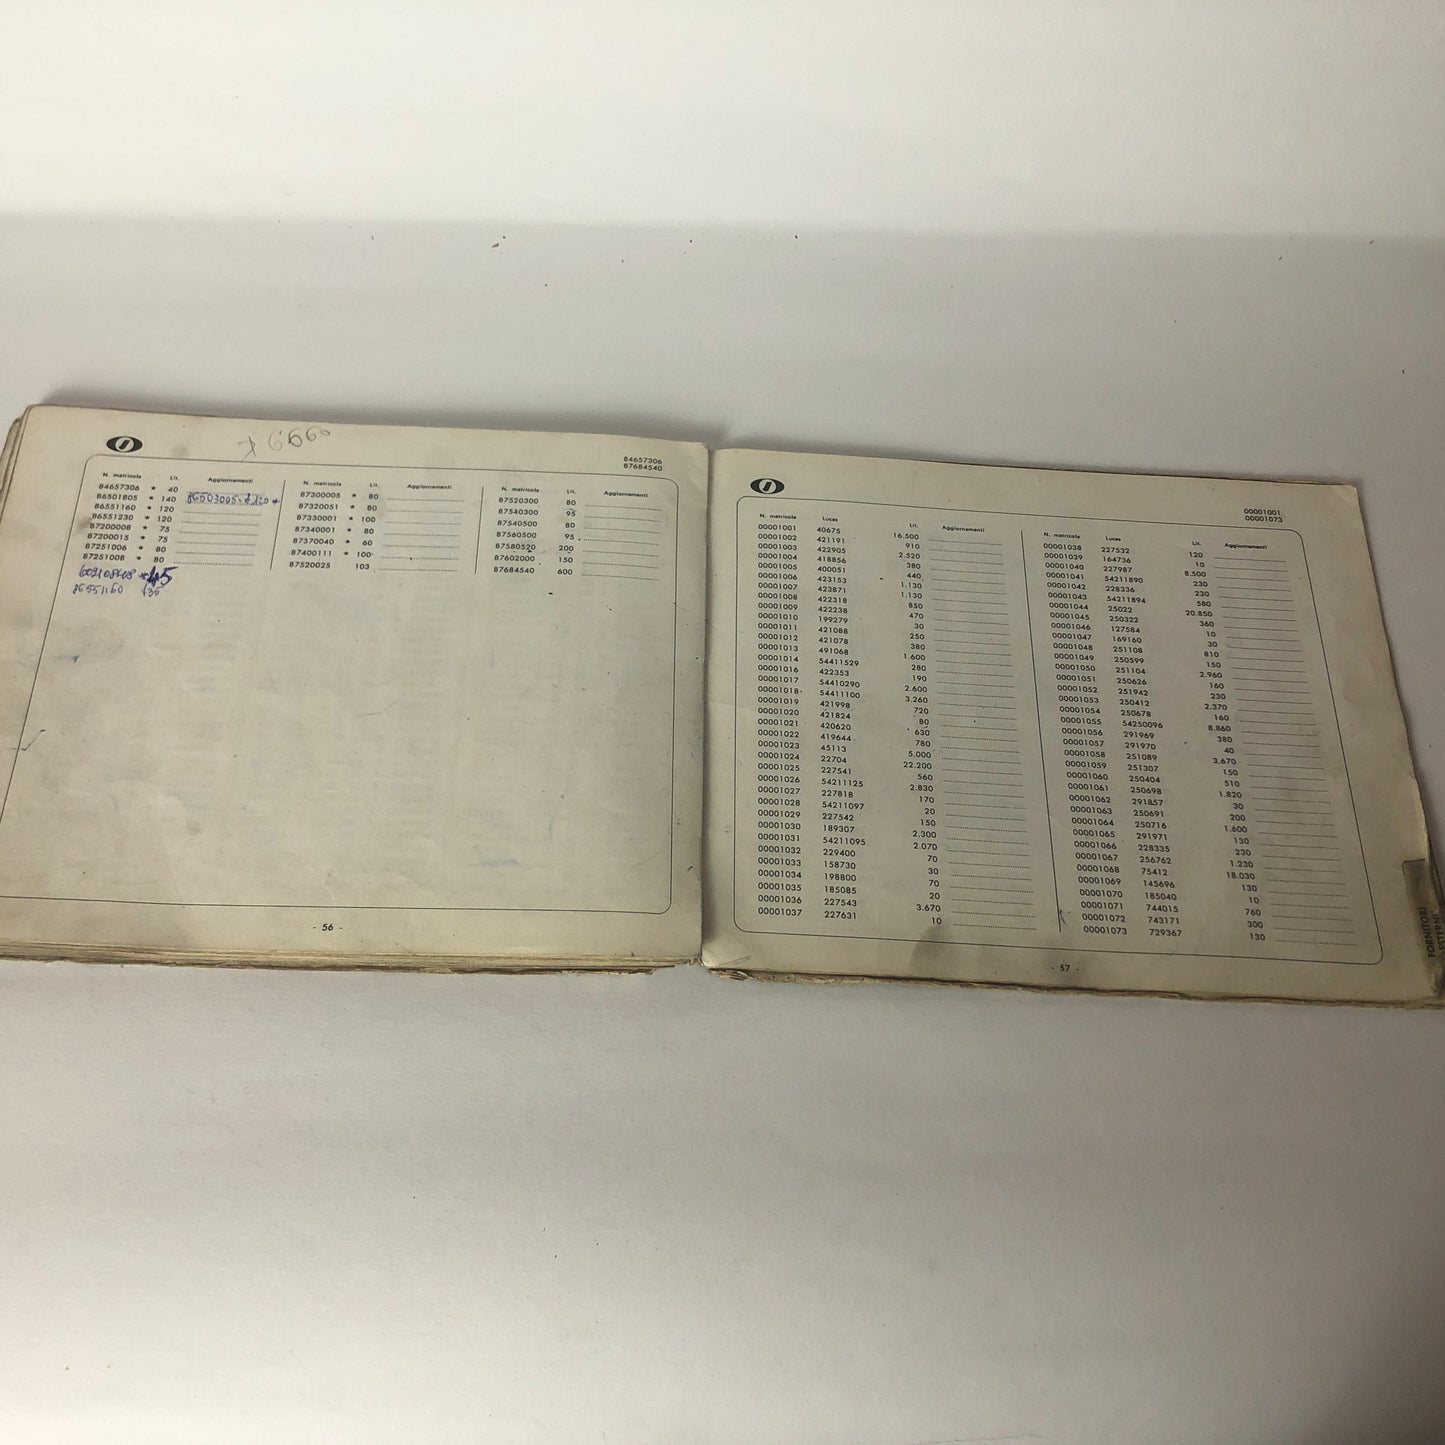 * 6660
84657306
87684540
N. matricola Lit. Aggiornamenti
84657306 * 40
86501805 * 140 86503005
86551160 * 120
86551230 * 120
87200008 * 75
87200015 * 75
87251006 * 80
87251008 * 80
86551160 135
N. matricola Lit. Aggiornamenti
87300005 * 80
87320051 * 80
87330001 * 100
87340001 * 80
87370040 * 60
87400111 * 100
87520025 103
N. matricola Lit. Aggiornamenti
87520300 80
87540300 95
87540500 80
87560500 95
87580520 200
87602000 150
87684540 600
- 56 -
00001001
00001073
N. matricola Lucas Lit. Aggiornamenti
00001001 40675 16.500
00001002 421191 910
00001003 422905 2.520
00001004 418856 380
00001005 400051 440
00001006 423153 1.130
00001007 423871 1.130
00001008 422318 850
00001009 422238 470
00001010 199279 30
00001011 421088 250
00001012 421078 380
00001013 491068 1.600
00001014 54411529 280
00001016 422353 190
00001017 54410290 2.600
00001018 54411100 3.260
00001019 421998 720
00001020 421824 80
00001021 420620 630
00001022 419644 780
00001023 45113 5.000
00001024 22704 22.200
00001025 227541 560
00001026 54211125 2.830
00001027 227818 170
00001028 54211097 20
00001029 227542 150
00001030 189307 2.300
00001031 54211095 2.070
00001032 229400 70
00001033 158730 30
00001034 198800 70
00001035 185085 20
00001036 227543 3.670
00001037 227631 10
N. matricola Lucas Lit. Aggiornamenti
00001038 227532 120
00001039 164736 10
00001040 227987 8.500
00001041 54211890 230
00001042 228336 230
00001043 54211894 580
00001044 25022 20.850
00001045 250322 360
00001046 127584 10
00001047 169160 30
00001048 251108 810
00001049 250599 150
00001050 251104 2.960
00001051 250626 160
00001052 251942 230
00001053 250412 2.370
00001054 250678 160
00001055 54250096 8.860
00001056 291969 380
00001057 291970 40
00001058 251089 3.670
00001059 251307 150
00001060 250404 510
00001061 250698 1.820
00001062 291857 30
00001063 250691 200
00001064 250716 1.600
00001065 291971 130
00001066 228335 230
00001067 256762 1.230
00001068 75412 18.030
00001069 145696 130
00001070 185040 10
00001071 744015 760
00001072 743171 300
00001073 729367 130
- 57 -
FORNITORI
ESTERNI